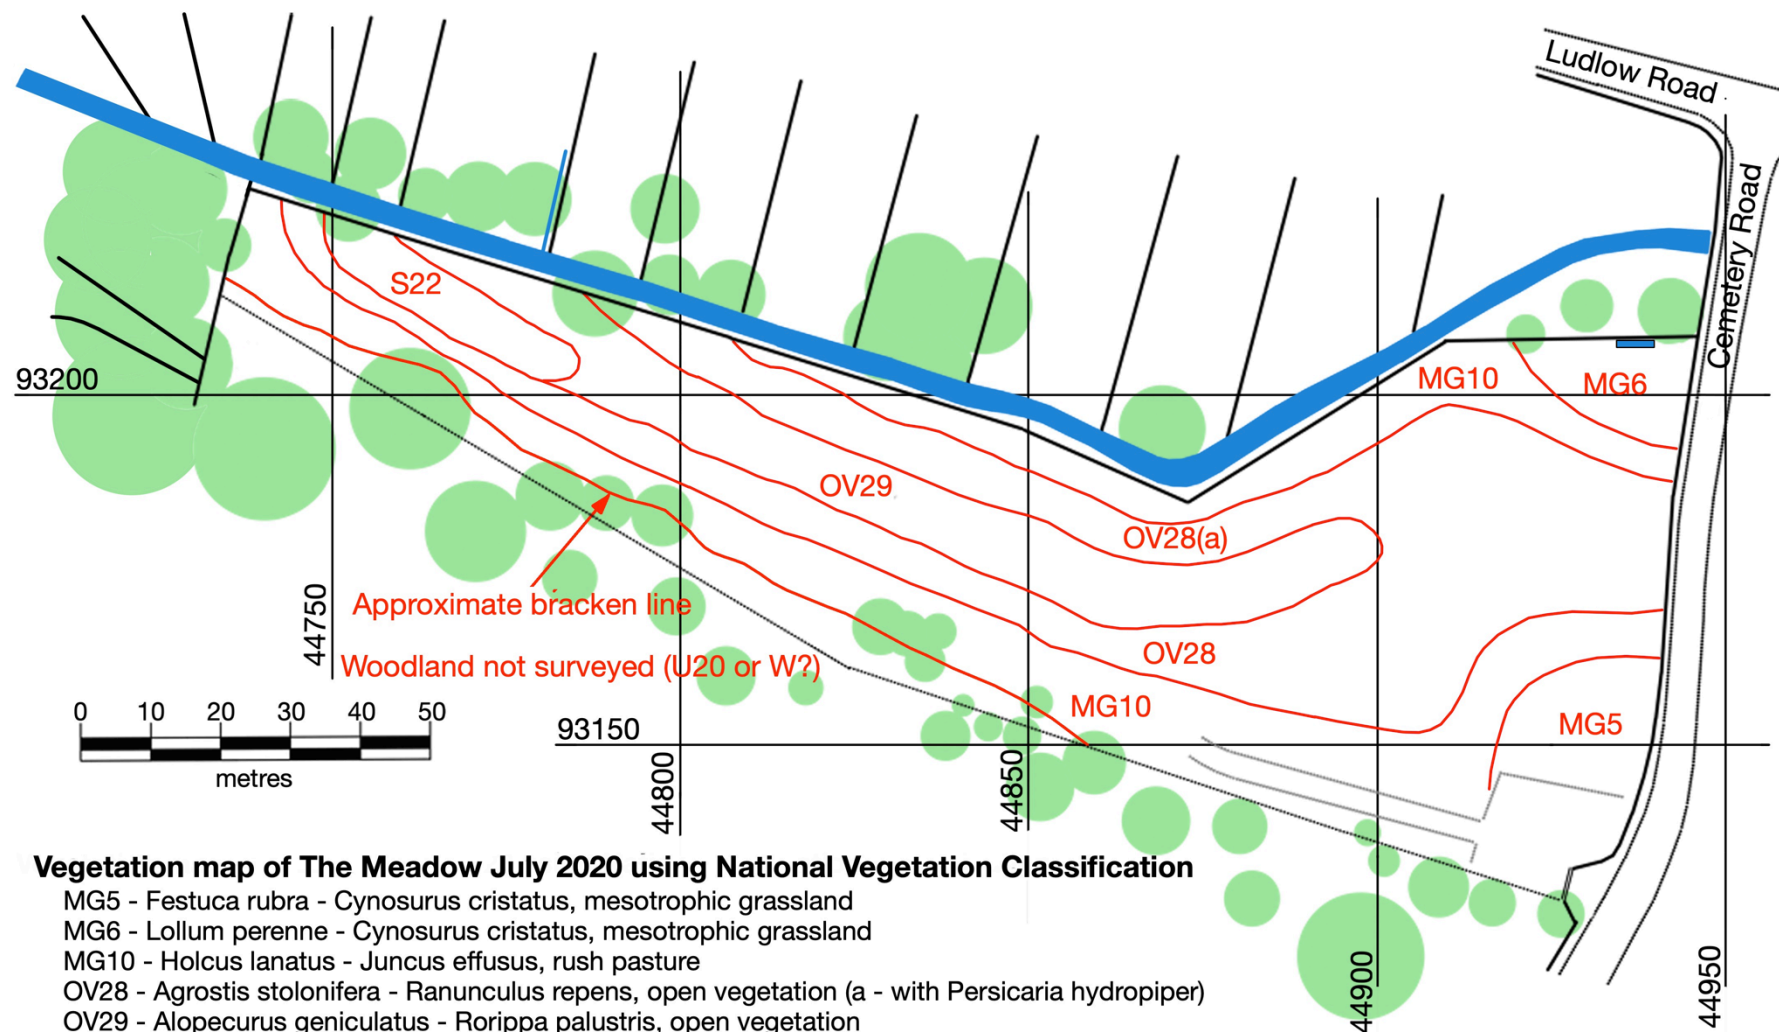 Ludlow Road
Cemetery Road
S22
MG10
MG6
93200
OV29
OV28(a)
44750
Approximate bracken line
OV28
Woodland not surveyed (U20 or W?)
MG10
MG5
0 10 20 30 40 50
metres
93150
44800
44850
44900
44950
Vegetation map of The Meadow July 2020 using National Vegetation Classification
MG5 - Festuca rubra - Cynosurus cristatus, mesotrophic grassland
MG6 - Lollum perenne - Cynosurus cristatus, mesotrophic grassland
MG10 - Holcus lanatus - Juncus effusus, rush pasture
OV28 - Agrostis stolonifera - Ranunculus repens, open vegetation (a - with Persicaria hydropiper)
OV29 - Alopecurus geniculatus - Rorippa palustris, open vegetation